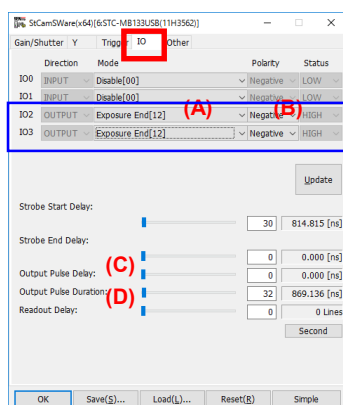 StCamSWare(x64)[6:STC-MB133USB(11H3562)]
Gain/Shutter Y Trigger IO Other
Direction Mode Polarity Status
IO0 INPUT Disable[00] Negative LOW
IO1 INPUT Disable[00] Negative LOW
IO2 OUTPUT Exposure End[12] (A) Negative (B) HIGH
IO3 OUTPUT Exposure End[12] Negative HIGH
Update
Strobe Start Delay:
30 814.815 [ns]
Strobe End Delay:
0 0.000 [ns]
Output Pulse Delay: (C) 0 0.000 [ns]
Output Pulse Duration: (D) 32 869.136 [ns]
Readout Delay: 0 0 Lines
Second
OK Save(S)... Load(L)... Reset(R) Simple